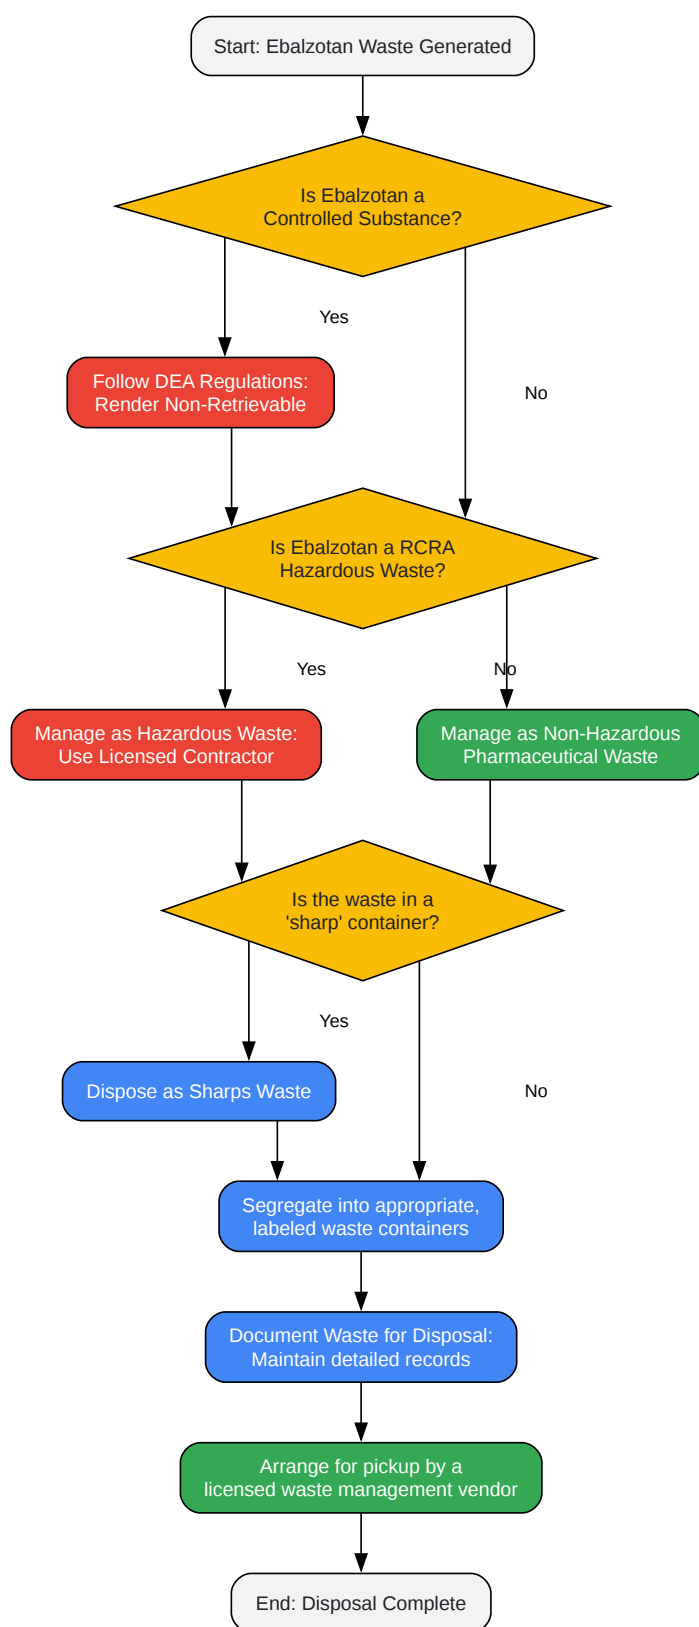 Start: Ebalzotan Waste Generated
Is Ebalzotan a
Controlled Substance?
Yes
Follow DEA Regulations:
Render Non-Retrievable
No
Is Ebalzotan a RCRA
Hazardous Waste?
Yes
No
Manage as Hazardous Waste:
Use Licensed Contractor
Manage as Non-Hazardous
Pharmaceutical Waste
Is the waste in a
'sharp' container?
Yes
Dispose as Sharps Waste
No
Segregate into appropriate,
labeled waste containers
Document Waste for Disposal:
Maintain detailed records
Arrange for pickup by a
licensed waste management vendor
End: Disposal Complete